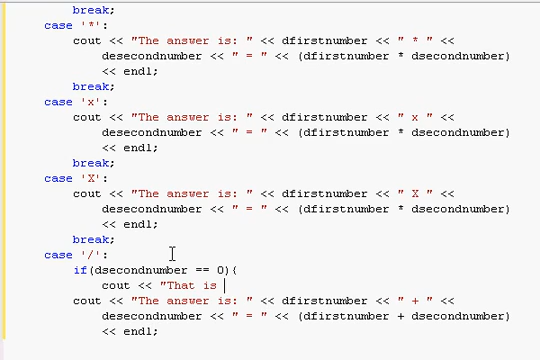 break;
case '*':
cout << "The answer is: " << dfirstnumber << " * " <<
desecondnumber << " = " << (dfirstnumber * dsecondnumber)
<< endl;
break;
case 'x':
cout << "The answer is: " << dfirstnumber << " x " <<
desecondnumber << " = " << (dfirstnumber * dsecondnumber)
<< endl;
break;
case 'X':
cout << "The answer is: " << dfirstnumber << " X " <<
desecondnumber << " = " << (dfirstnumber * dsecondnumber)
<< endl;
break;
case '/':
if(dsecondnumber == 0){
cout << "That is
cout << "The answer is: " << dfirstnumber << " + " <<
desecondnumber << " = " << (dfirstnumber + dsecondnumber)
<< endl;